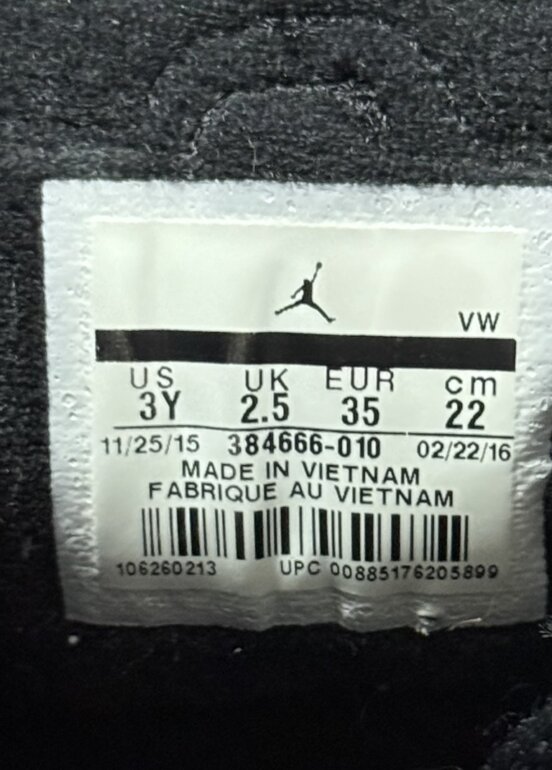 VW
US UK EUR cm
3Y 2.5 35 22
11/25/15 384666-010 02/22/16
MADE IN VIETNAM
FABRIQUE AU VIETNAM
106260213 UPC 00885176205899